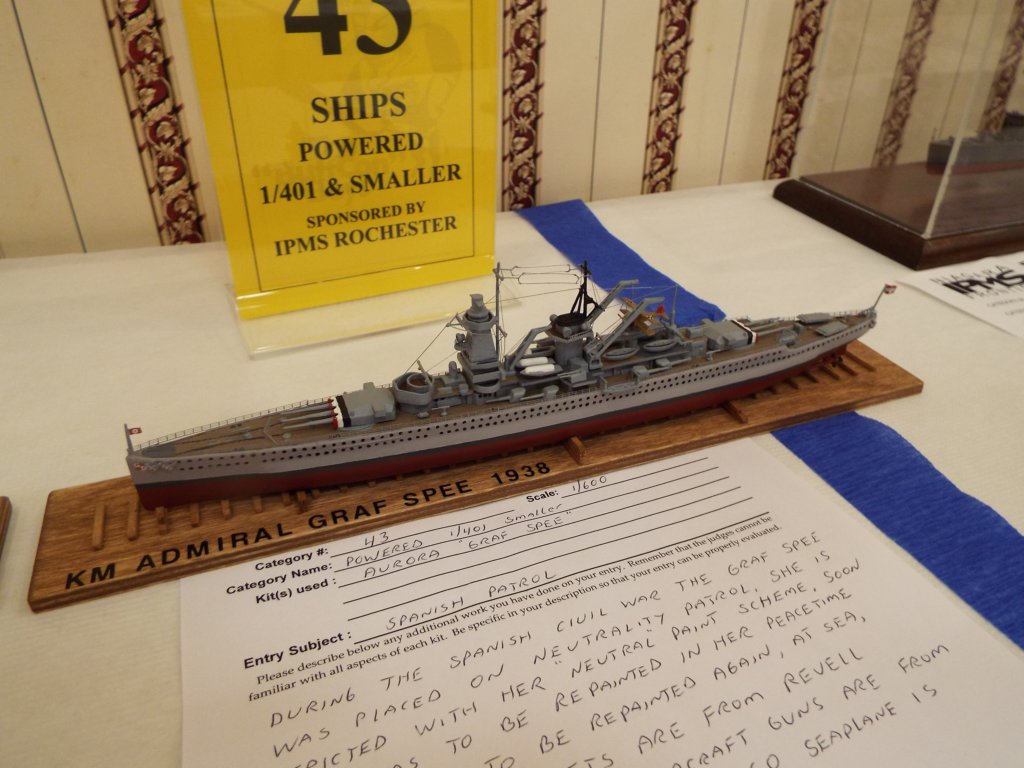 43
SHIPS
POWERED
1/401 & SMALLER
SPONSORED BY
IPMS ROCHESTER
IPMS
KM ADMIRAL GRAF SPEE 1938
Category #: 43 Scale: 1/600
Category Name: POWERED 1/401 SMALLER
Kit(s) used: AURORA "GRAF SPEE"
Entry Subject: SPANISH PATROL
Please describe below any additional work you have done on your entry. Remember that the judges cannot be
familiar with all aspects of each kit. Be specific in your description so that your entry can be properly evaluated.
DURING THE SPANISH CIVIL WAR THE GRAF SPEE
WAS PLACED ON NEUTRALITY PATROL. SHE IS
PICTED WITH HER "NEUTRAL" PAINT SCHEME. SOON
AS TO BE REPAINTED IN HER PEACETIME
TO BE REPAINTED AGAIN, AT SEA,
TS ARE FROM REVELL
CRAFT GUNS ARE FROM
SEAPLANE IS